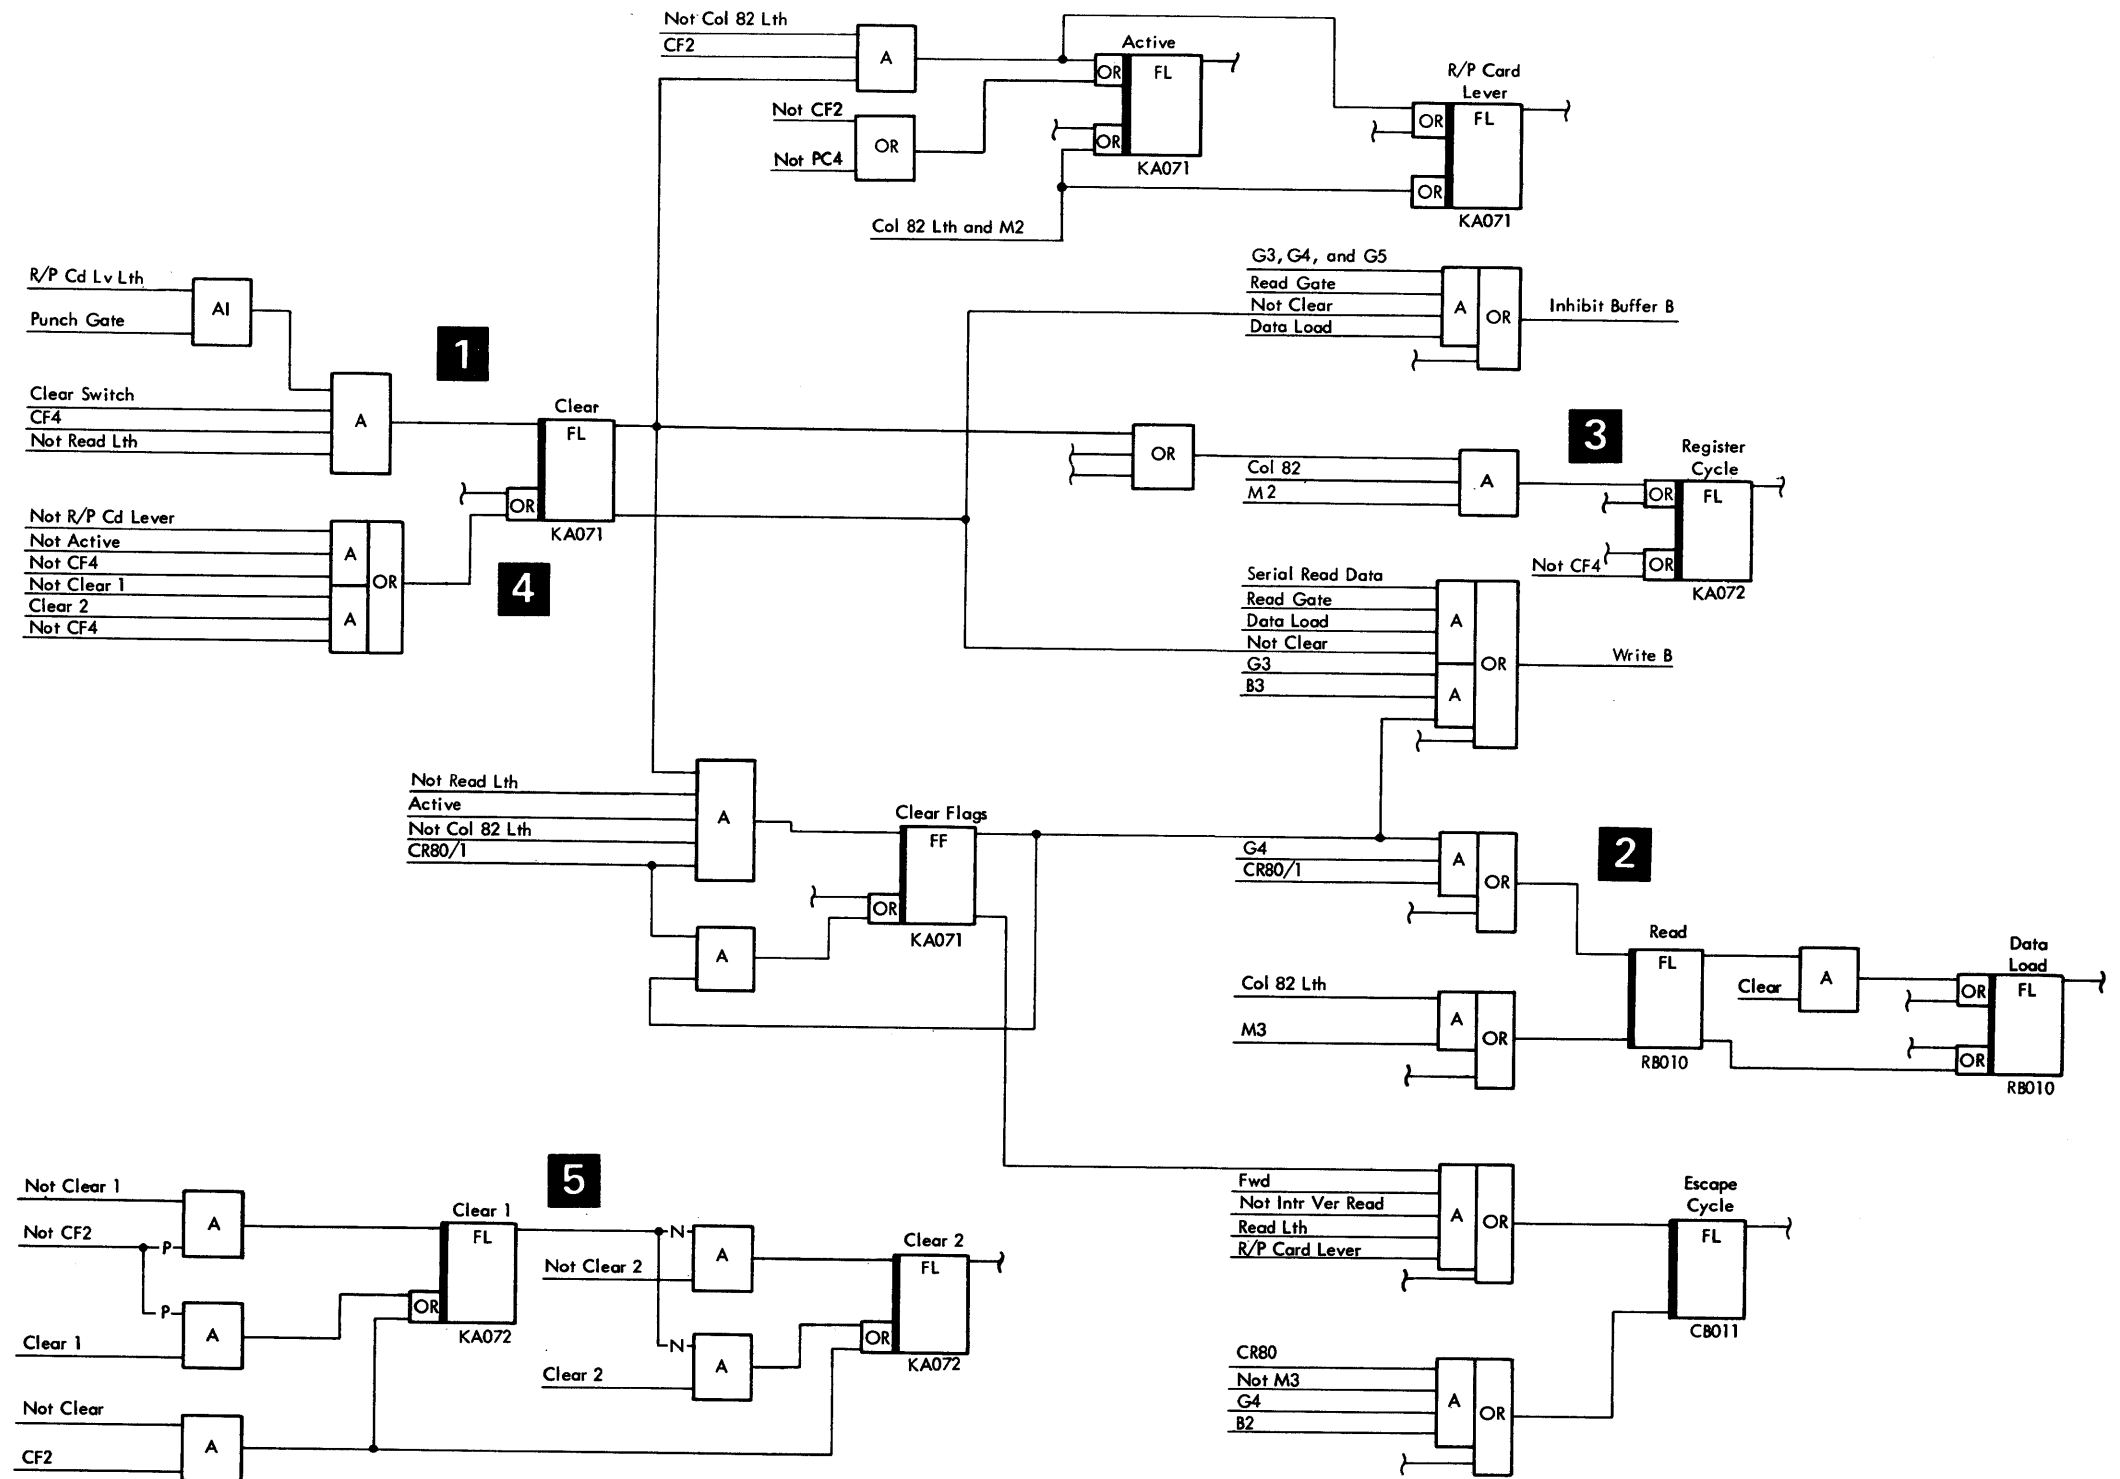 Not Col 82 Lth
CF2
A
Not CF2
Not PC4
OR
Active
OR
FL
OR
KA071
Col 82 Lth and M2
R/P Card
Lever
OR
FL
OR
KA071
R/P Cd Lv Lth
Punch Gate
AI
Clear Switch
CF4
Not Read Lth
A
1
Clear
FL
OR
KA071
Not R/P Cd Lever
Not Active
Not CF4
Not Clear 1
Clear 2
Not CF4
A
A
OR
4
G3, G4, and G5
Read Gate
Not Clear
Data Load
A
OR
Inhibit Buffer B
OR
Col 82
M2
A
3
Register
Cycle
OR
FL
Not CF4
OR
KA072
Serial Read Data
Read Gate
Data Load
Not Clear
G3
B3
A
A
OR
Write B
Not Read Lth
Active
Not Col 82 Lth
CR80/1
A
A
Clear Flags
FF
OR
KA071
G4
CR80/1
A
OR
2
Col 82 Lth
M3
A
OR
Read
FL
RB010
Clear
A
Data
Load
OR
FL
OR
RB010
Not Clear 1
Not CF2
P
A
P
A
Clear 1
Not Clear
CF2
A
Clear 1
FL
OR
KA072
5
N
A
Not Clear 2
N
A
Clear 2
Clear 2
FL
OR
KA072
Fwd
Not Intr Ver Read
Read Lth
R/P Card Lever
A
OR
Escape
Cycle
FL
CB011
CR80
Not M3
G4
B2
A
OR